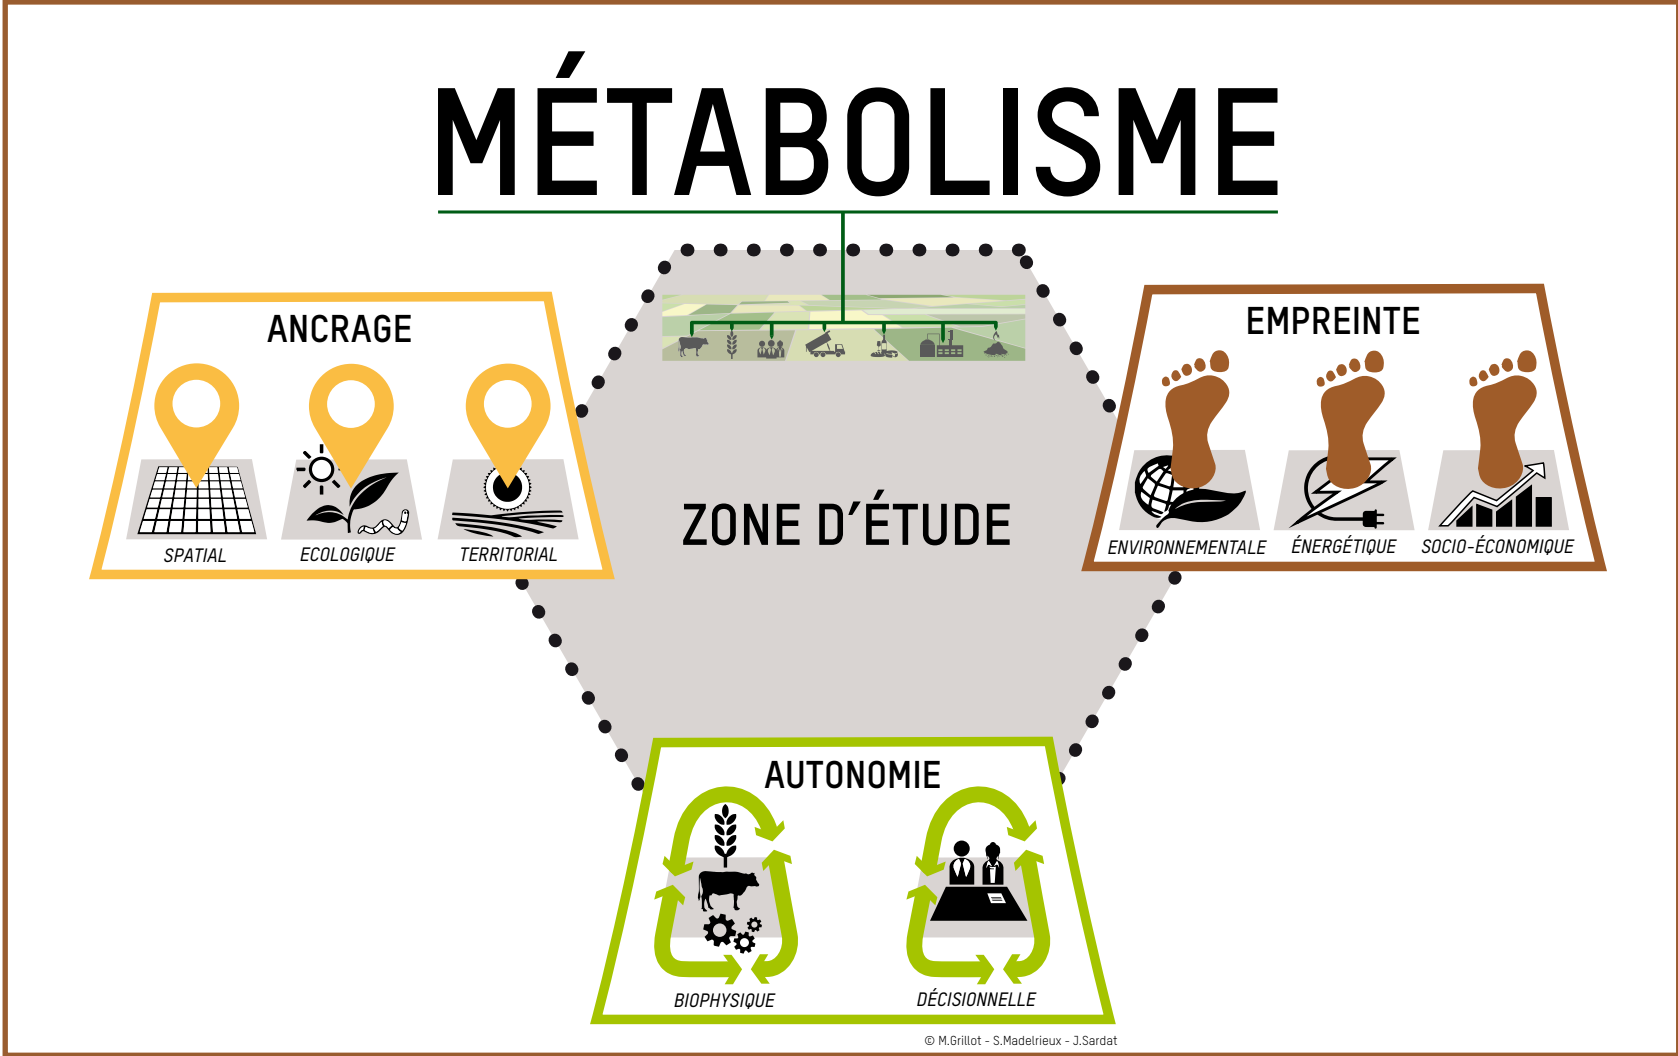 MÉTABOLISME
ANCRAGE
SPATIAL
ECOLOGIQUE
TERRITORIAL
EMPREINTE
ENVIRONNEMENTALE
ÉNERGÉTIQUE
SOCIO-ÉCONOMIQUE
ZONE D'ÉTUDE
AUTONOMIE
BIOPHYSIQUE
DÉCISIONNELLE
© M.Grillot - S.Madelrieux - J.Sardat